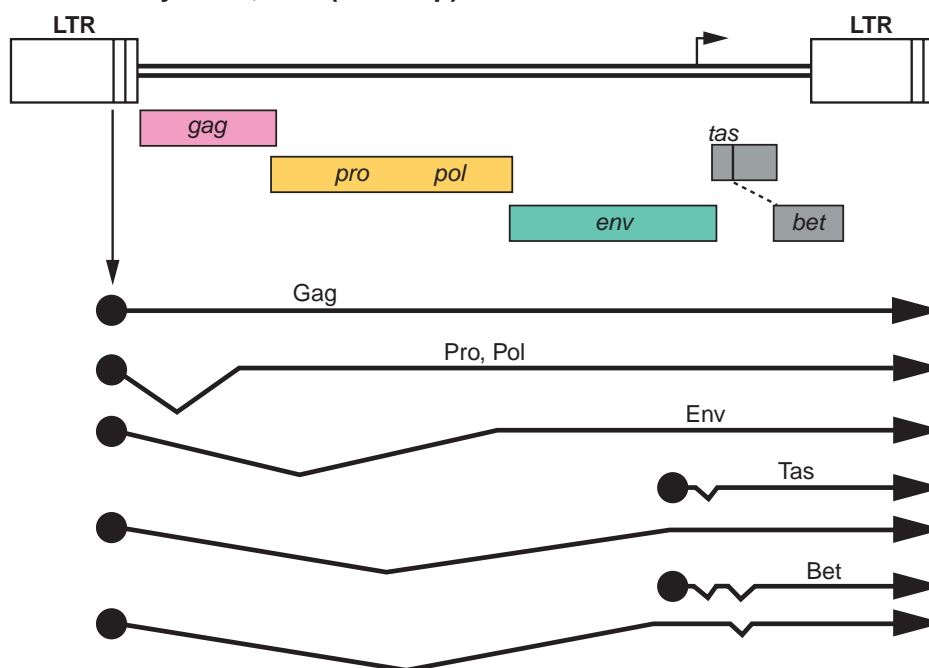 LTR LTR
gag
tas
pro pol
env bet
Gag
Pro, Pol
Env
Tas
Bet